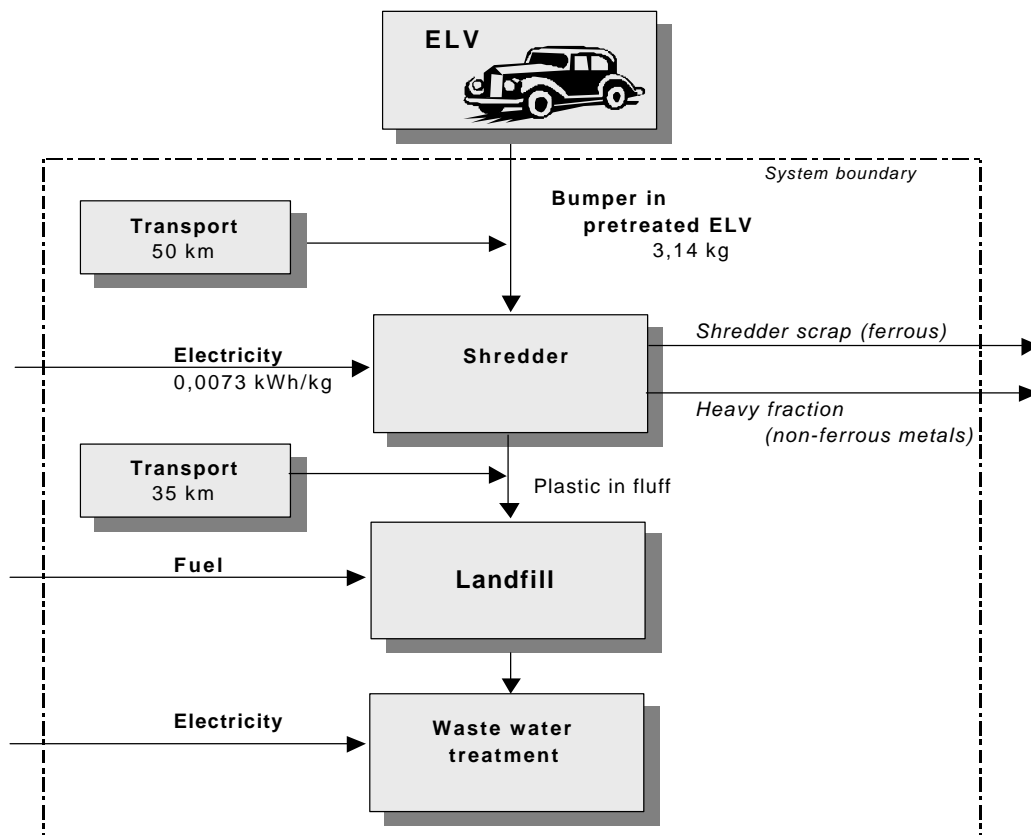 ELV
System boundary
Bumper in
pretreated ELV
3,14 kg
Transport
50 km
Shredder scrap (ferrous)
Electricity
0,0073 kWh/kg
Shredder
Heavy fraction
(non-ferrous metals)
Transport
35 km
Plastic in fluff
Fuel
Landfill
Electricity
Waste water
treatment